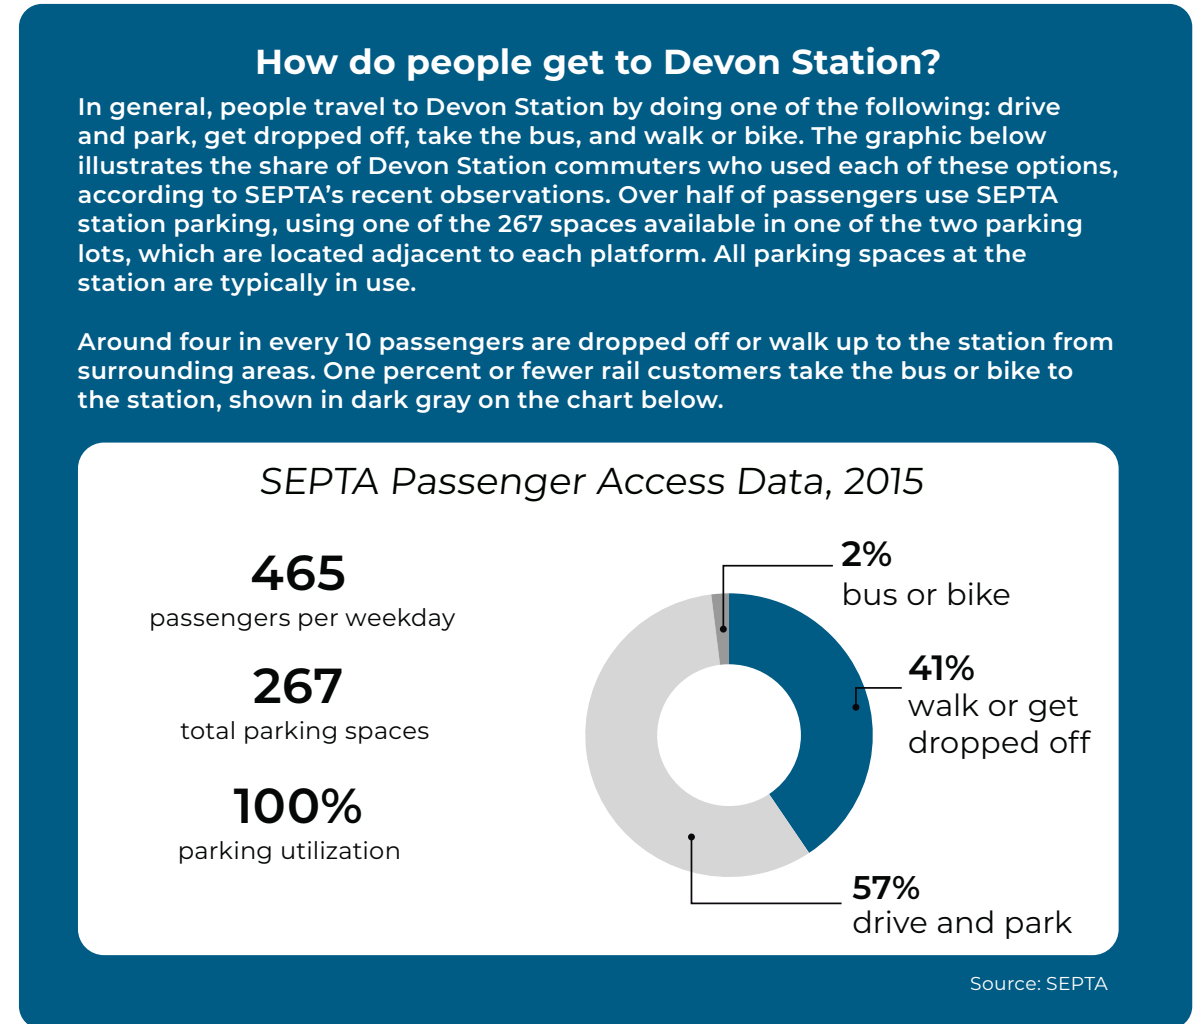 How do people get to Devon Station?
In general, people travel to Devon Station by doing one of the following: drive
and park, get dropped off, take the bus, and walk or bike. The graphic below
illustrates the share of Devon Station commuters who used each of these options,
according to SEPTA’s recent observations. Over half of passengers use SEPTA
station parking, using one of the 267 spaces available in one of the two parking
lots, which are located adjacent to each platform. All parking spaces at the
station are typically in use.
Around four in every 10 passengers are dropped off or walk up to the station from
surrounding areas. One percent or fewer rail customers take the bus or bike to
the station, shown in dark gray on the chart below.
SEPTA Passenger Access Data, 2015
465
passengers per weekday
267
total parking spaces
100%
parking utilization
2%
bus or bike
41%
walk or get
dropped off
57%
drive and park
Source: SEPTA